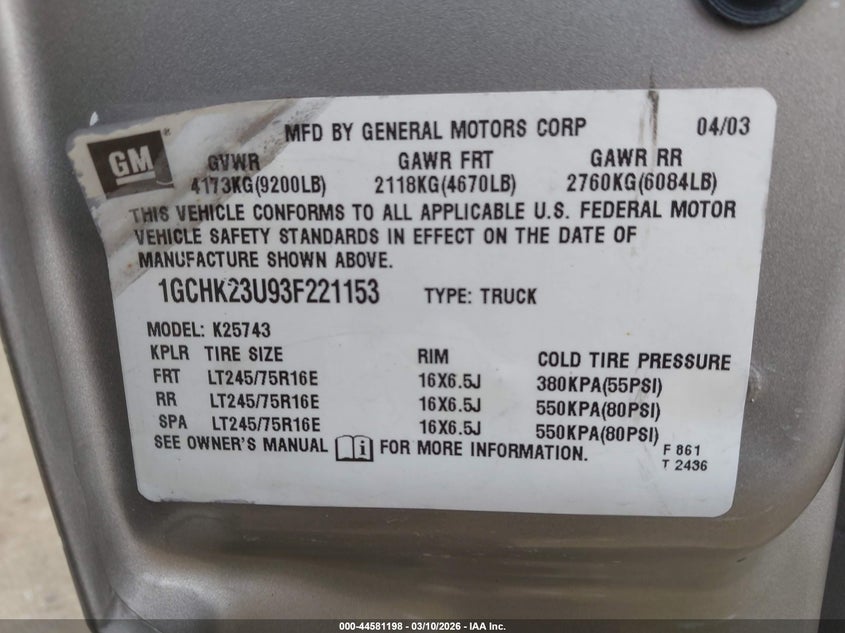 MFD BY GENERAL MOTORS CORP 04/03
GM
GVWR GAWR FRT GAWR RR
4173KG(9200LB) 2118KG(4670LB) 2760KG(6084LB)
THIS VEHICLE CONFORMS TO ALL APPLICABLE U.S. FEDERAL MOTOR
VEHICLE SAFETY STANDARDS IN EFFECT ON THE DATE OF
MANUFACTURE SHOWN ABOVE.
1GCHK23U93F221153 TYPE: TRUCK
MODEL: K25743
KPLR TIRE SIZE RIM COLD TIRE PRESSURE
FRT LT245/75R16E 16X6.5J 380KPA(55PSI)
RR LT245/75R16E 16X6.5J 550KPA(80PSI)
SPA LT245/75R16E 16X6.5J 550KPA(80PSI)
SEE OWNER'S MANUAL i FOR MORE INFORMATION.
F 861
T 2436
000-44581198 - 03/10/2026 - IAA Inc.